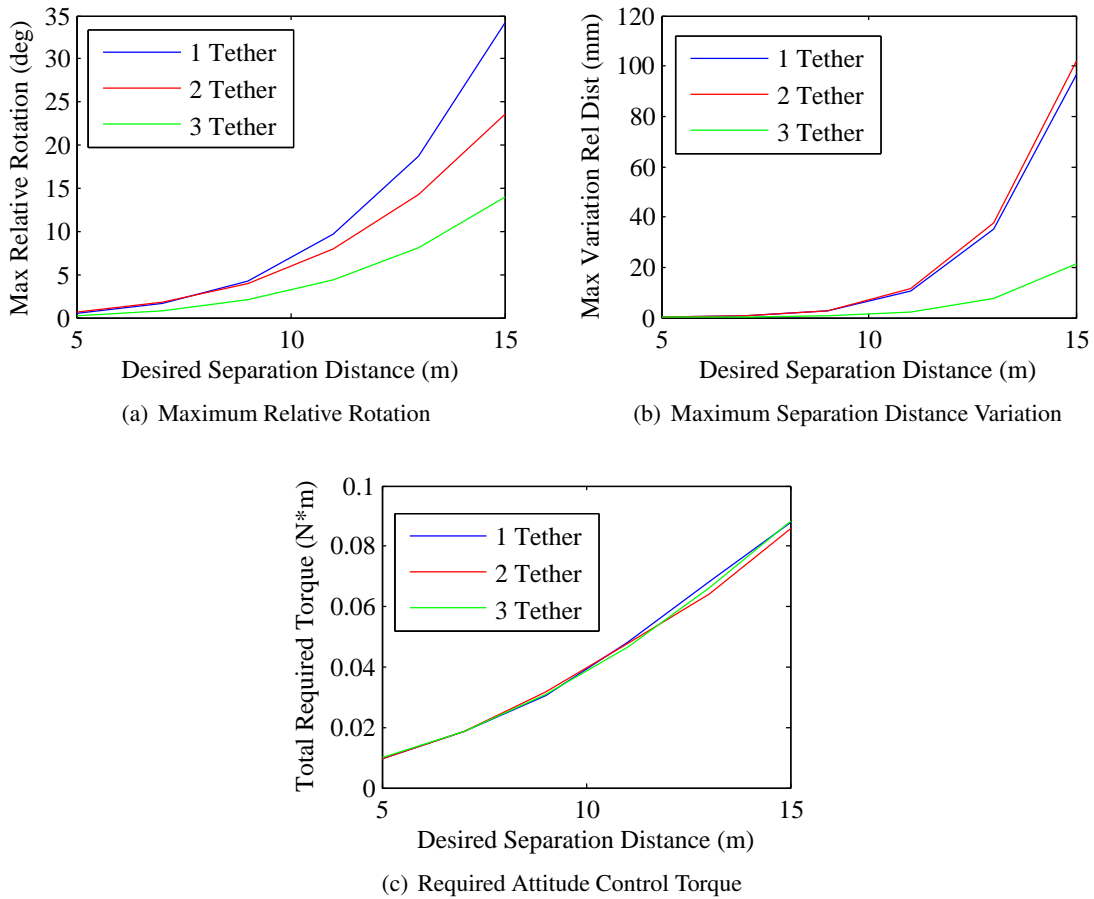 Max Relative Rotation (deg)
35
30
25
20
15
10
5
0
1 Tether
2 Tether
3 Tether
5
10
15
Desired Separation Distance (m)
(a) Maximum Relative Rotation
Max Variation Rel Dist (mm)
120
100
80
60
40
20
0
1 Tether
2 Tether
3 Tether
5
10
15
Desired Separation Distance (m)
(b) Maximum Separation Distance Variation
Total Required Torque (N*m)
0.1
0.08
0.06
0.04
0.02
0
1 Tether
2 Tether
3 Tether
5
10
15
Desired Separation Distance (m)
(c) Required Attitude Control Torque